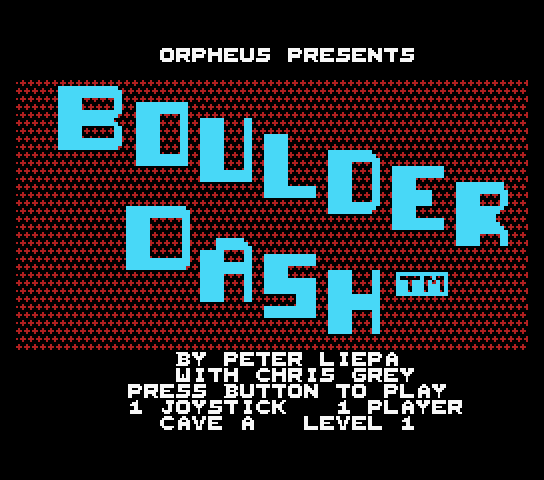 ORPHEUS PRESENTS
BOULDER
DASH TM
BY PETER LIEPA
WITH CHRIS GREY
PRESS BUTTON TO PLAY
1 JOYSTICK 1 PLAYER
CAVE A LEVEL 1